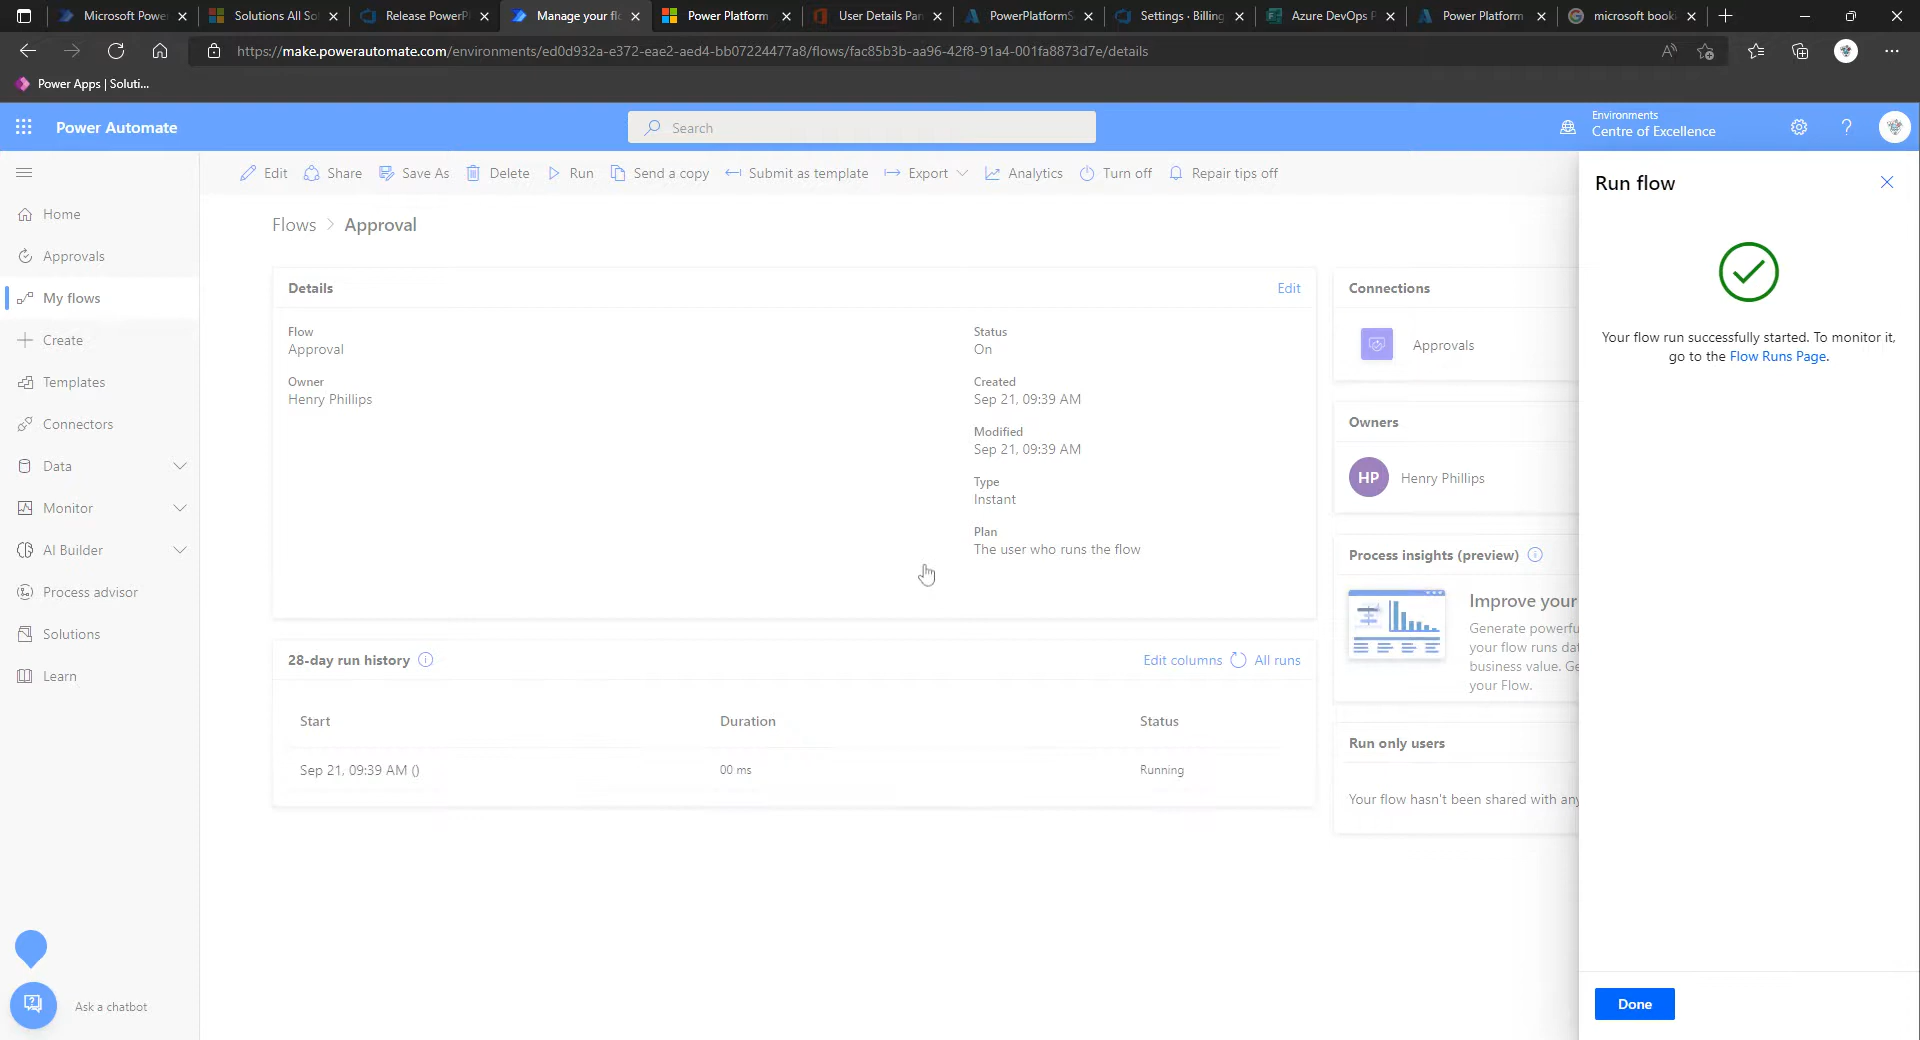 Microsoft Power
Solutions All So
Release PowerPl
Manage your fl
Power Platform
User Details Pan
PowerPlatformS
Settings · Billing
Azure DevOps P
Power Platform
microsoft book
https://make.powerautomate.com/environments/ed0d932a-e372-eae2-aed4-bb07224477a8/flows/fac85b3b-aa96-42f8-91a4-001fa8873d7e/details
Power Apps | Soluti...
Power Automate
Search
Environments
Centre of Excellence
Edit
Share
Save As
Delete
Run
Send a copy
Submit as template
Export
Analytics
Turn off
Repair tips off
Home
Approvals
My flows
Create
Templates
Connectors
Data
Monitor
AI Builder
Process advisor
Solutions
Learn
Ask a chatbot
Flows > Approval
Details
Edit
Flow
Approval
Owner
Henry Phillips
Status
On
Created
Sep 21, 09:39 AM
Modified
Sep 21, 09:39 AM
Type
Instant
Plan
The user who runs the flow
28-day run history
Edit columns
All runs
Start
Duration
Status
Sep 21, 09:39 AM ()
00 ms
Running
Connections
Approvals
Owners
HP
Henry Phillips
Process insights (preview)
Improve your
Generate powerfu
your flow runs dat
business value. Ge
your Flow.
Run only users
Your flow hasn't been shared with any
Run flow
Your flow run successfully started. To monitor it,
go to the Flow Runs Page.
Done